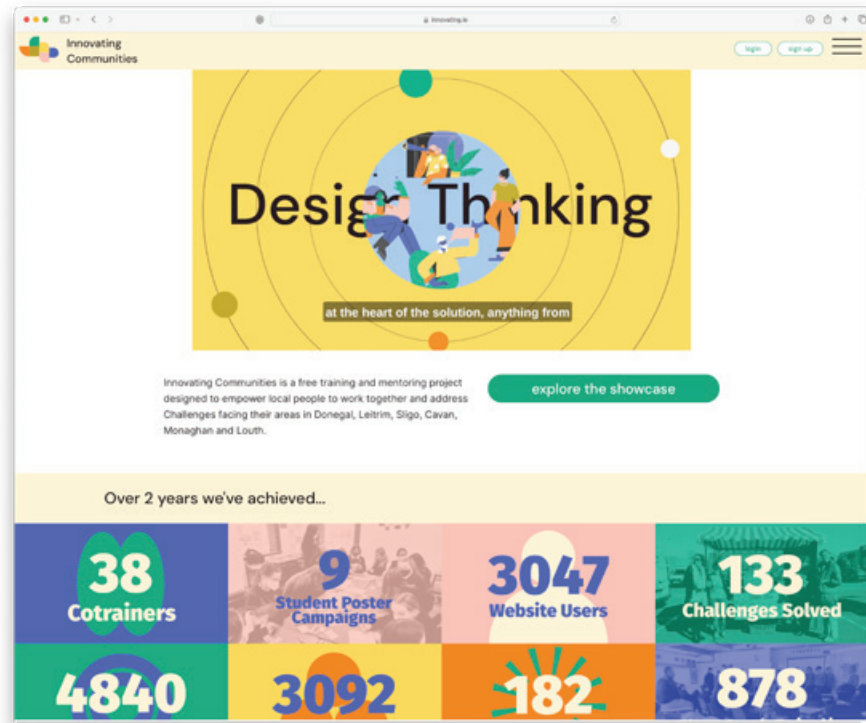 innovating.ie
Innovating
Communities
login
sign up
Design Thinking
at the heart of the solution, anything from
Innovating Communities is a free training and mentoring project
designed to empower local people to work together and address
Challenges facing their areas in Donegal, Leitrim, Sligo, Cavan,
Monaghan and Louth.
explore the showcase
Over 2 years we've achieved...
38
Cotrainers
9
Student Poster
Campaigns
3047
Website Users
133
Challenges Solved
4840
3092
182
878